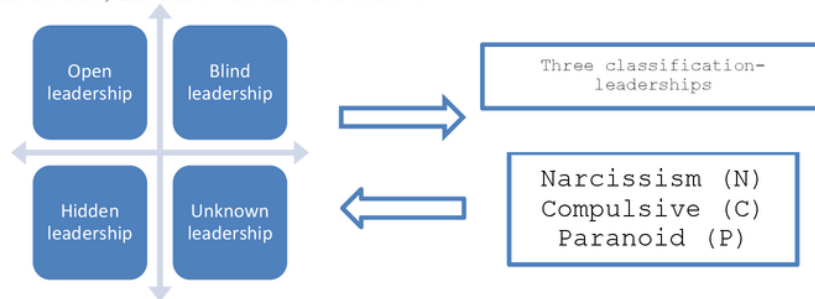 Open
leadership
Blind
leadership
Hidden
leadership
Unknown
leadership
Three classification-
leaderships
Narcissism (N)
Compulsive (C)
Paranoid (P)